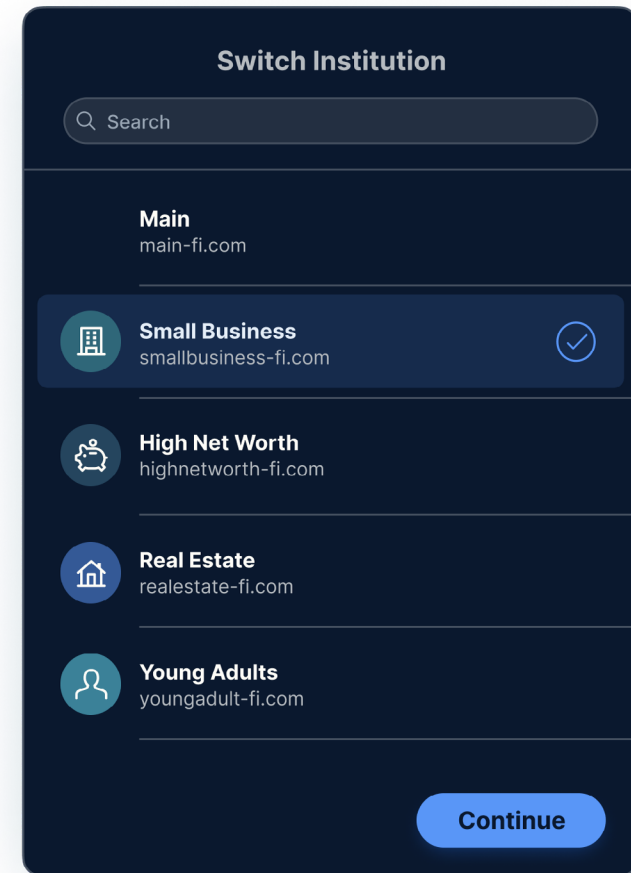 Switch Institution
Search
Main
main-fi.com
Small Business
smallbusiness-fi.com
High Net Worth
highnetworth-fi.com
Real Estate
realestate-fi.com
Young Adults
youngadult-fi.com
Continue